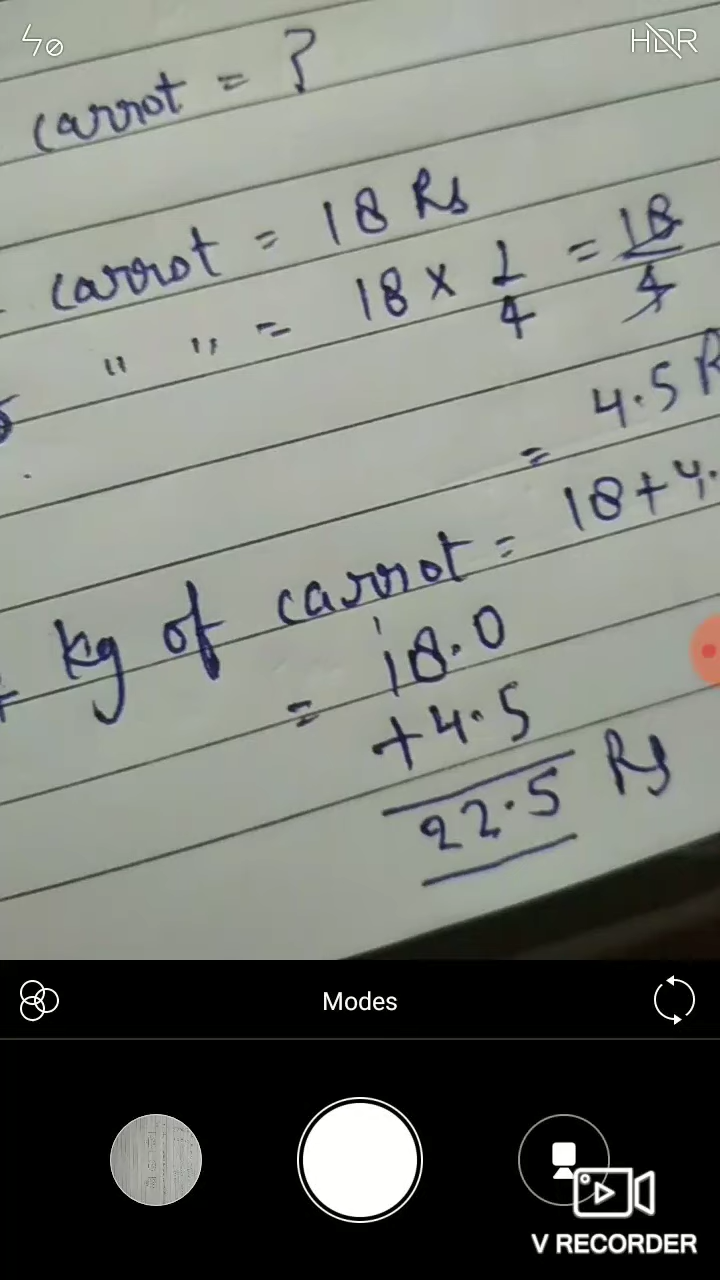 HDR
carrot = ?
carrot = 18 Rs
" " = 18 × 1/4 = 18/4
= 4.5 R
kg of carrot = 18+4.
= 18.0
+4.5
22.5 Rs
Modes
V RECORDER